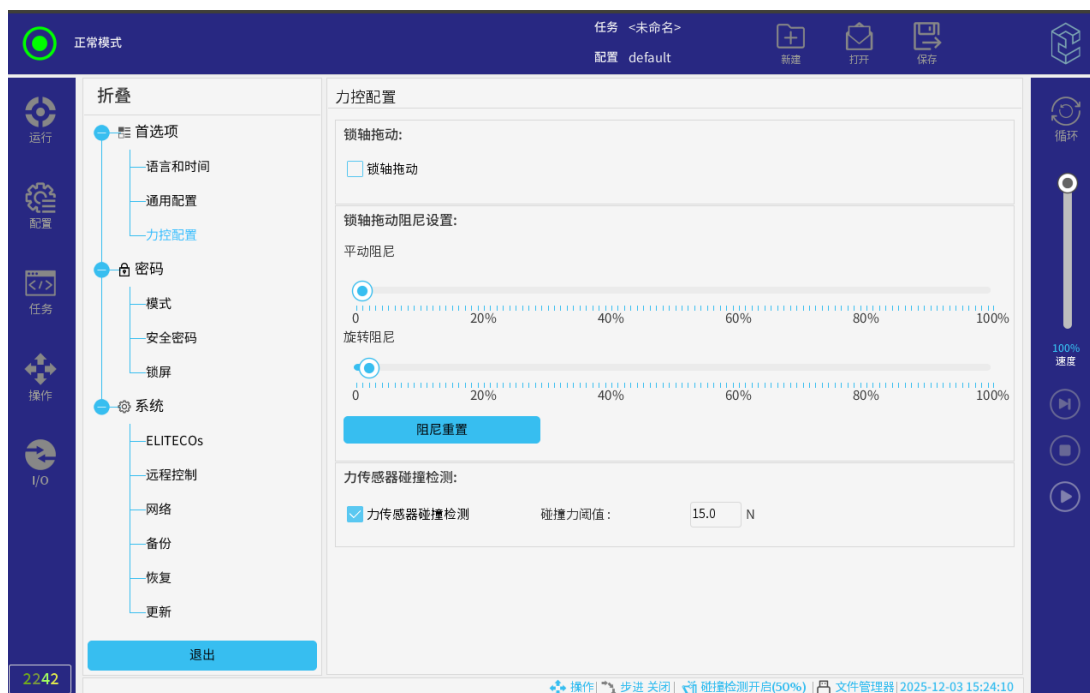 正常模式
任务 <未命名>
配置 default
新建
打开
保存
运行
配置
任务
操作
I/O
2242
折叠
首选项
语言和时间
通用配置
力控配置
密码
模式
安全密码
锁屏
系统
ELITECOs
远程控制
网络
备份
恢复
更新
退出
力控配置
锁轴拖动:
锁轴拖动
锁轴拖动阻尼设置:
平动阻尼
0 20% 40% 60% 80% 100%
旋转阻尼
0 20% 40% 60% 80% 100%
阻尼重置
力传感器碰撞检测:
力传感器碰撞检测 碰撞力阈值: 15.0 N
循环
100%
速度
操作| 步进 关闭| 碰撞检测开启(50%) | 文件管理器| 2025-12-03 15:24:10